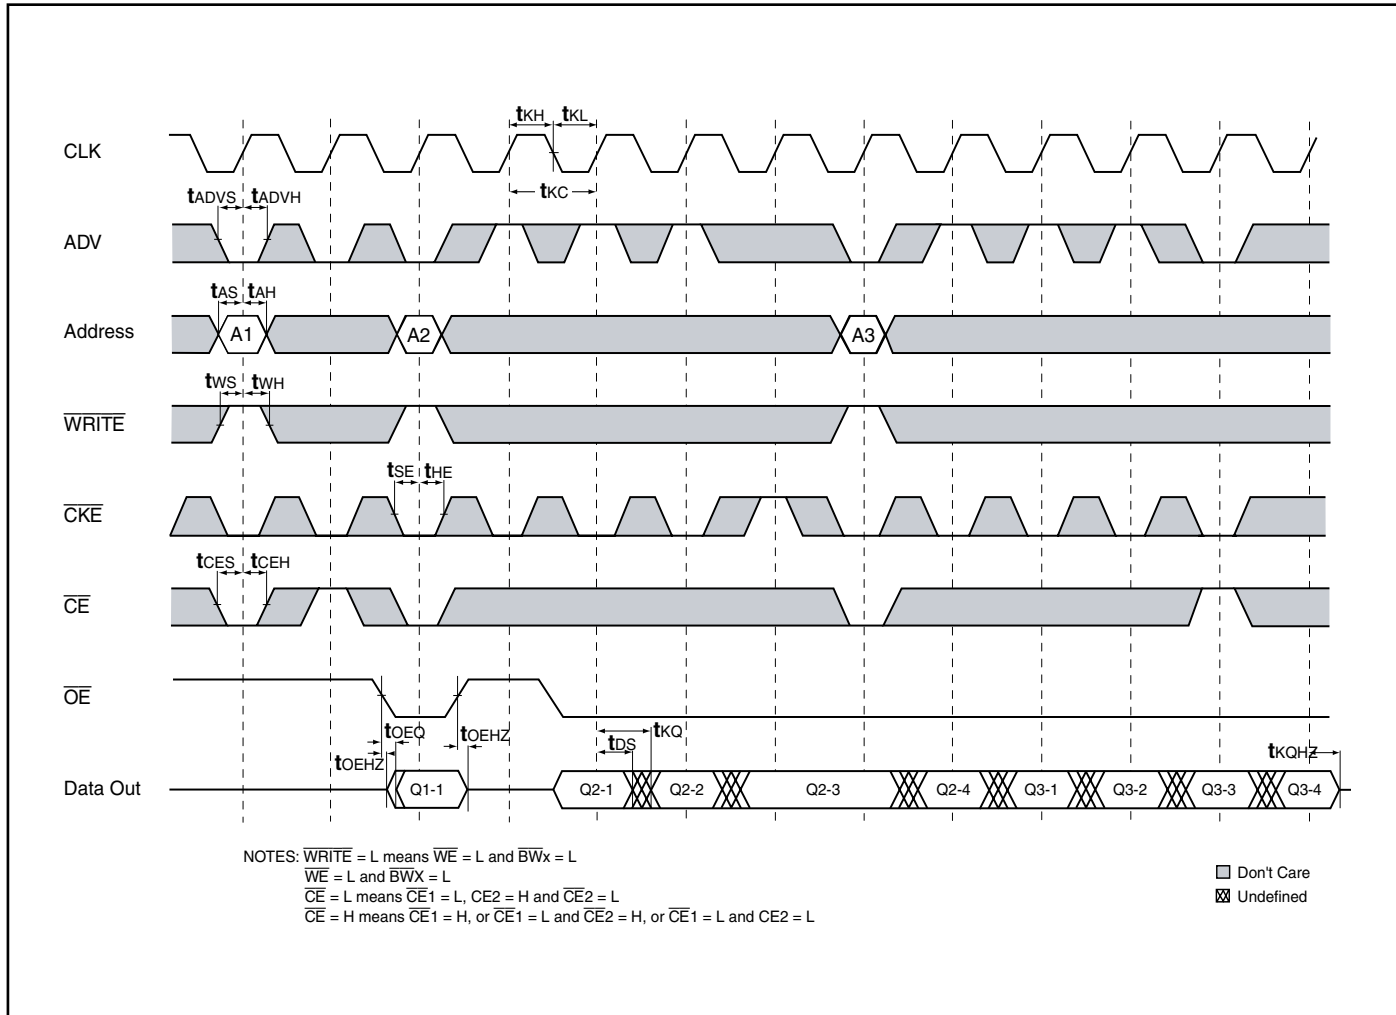 tKH tKL
CLK
tKC
tADVS tADVH
ADV
tAS tAH
Address A1 A2 A3
tWS tWH
WRITE
tSE tHE
CKE
tCES tCEH
CE
OE
tOEQ tOEHZ tKQ
tDS
tOEHZ tKQHZ
Data Out Q1-1 Q2-1 Q2-2 Q2-3 Q2-4 Q3-1 Q3-2 Q3-3 Q3-4
NOTES: WRITE = L means WE = L and BWx = L
WE = L and BWX = L
CE = L means CE1 = L, CE2 = H and CE2 = L
CE = H means CE1 = H, or CE1 = L and CE2 = H, or CE1 = L and CE2 = L
Don't Care
Undefined